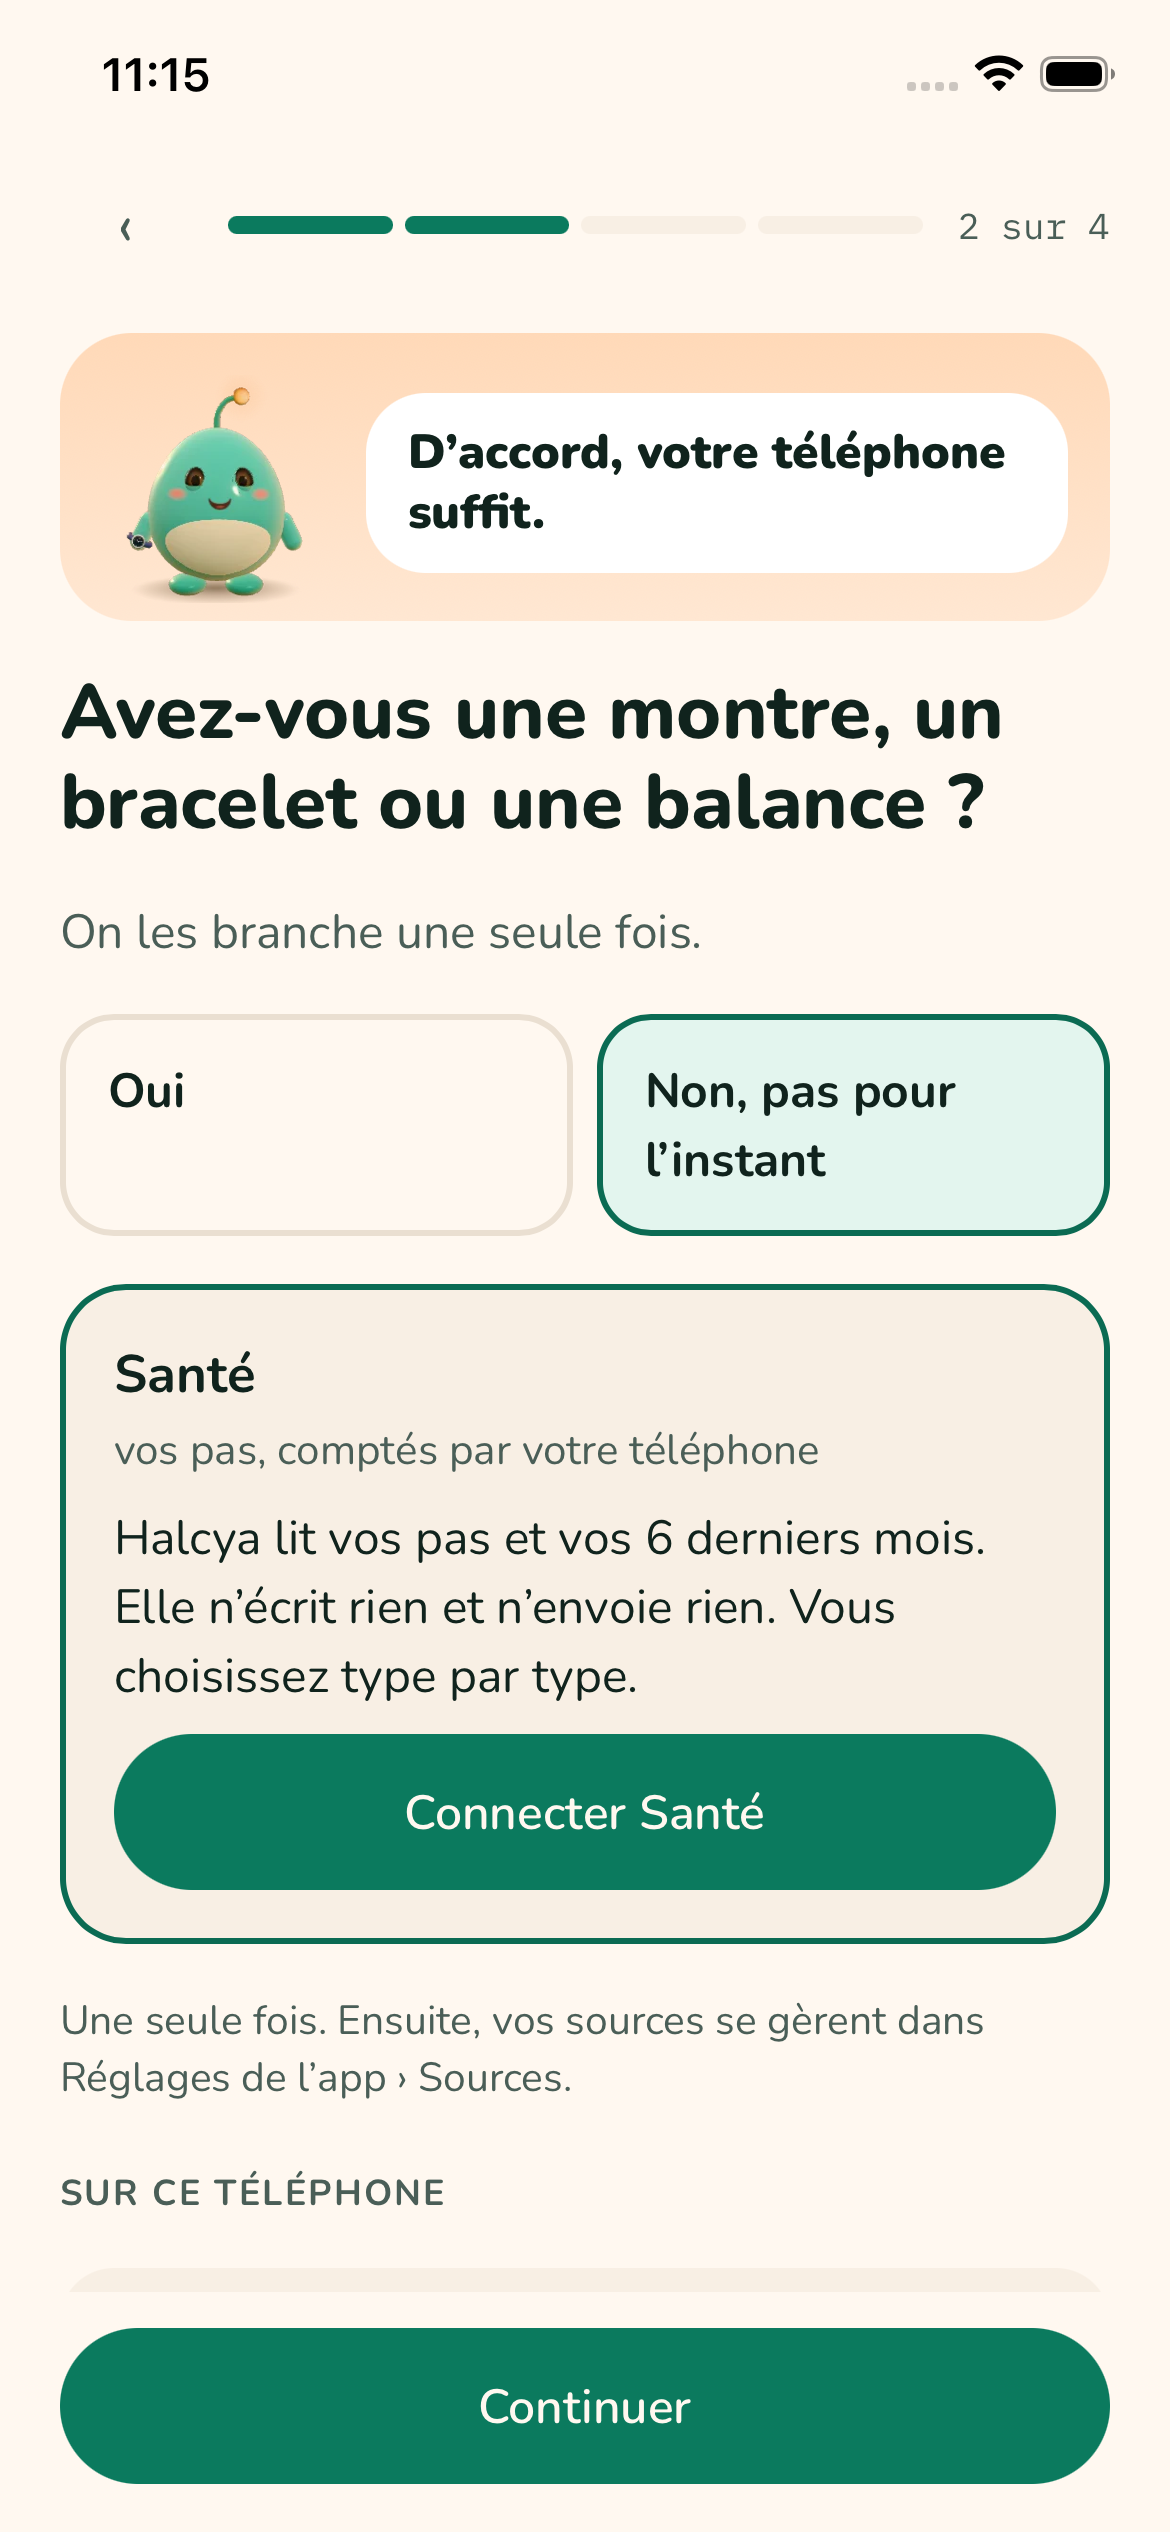 11:15
2 sur 4
D’accord, votre téléphone
suffit.
Avez-vous une montre, un
bracelet ou une balance ?
On les branche une seule fois.
Oui
Non, pas pour
l’instant
Santé
vos pas, comptés par votre téléphone
Halcya lit vos pas et vos 6 derniers mois.
Elle n’écrit rien et n’envoie rien. Vous
choisissez type par type.
Connecter Santé
Une seule fois. Ensuite, vos sources se gèrent dans
Réglages de l’app › Sources.
SUR CE TÉLÉPHONE
Continuer